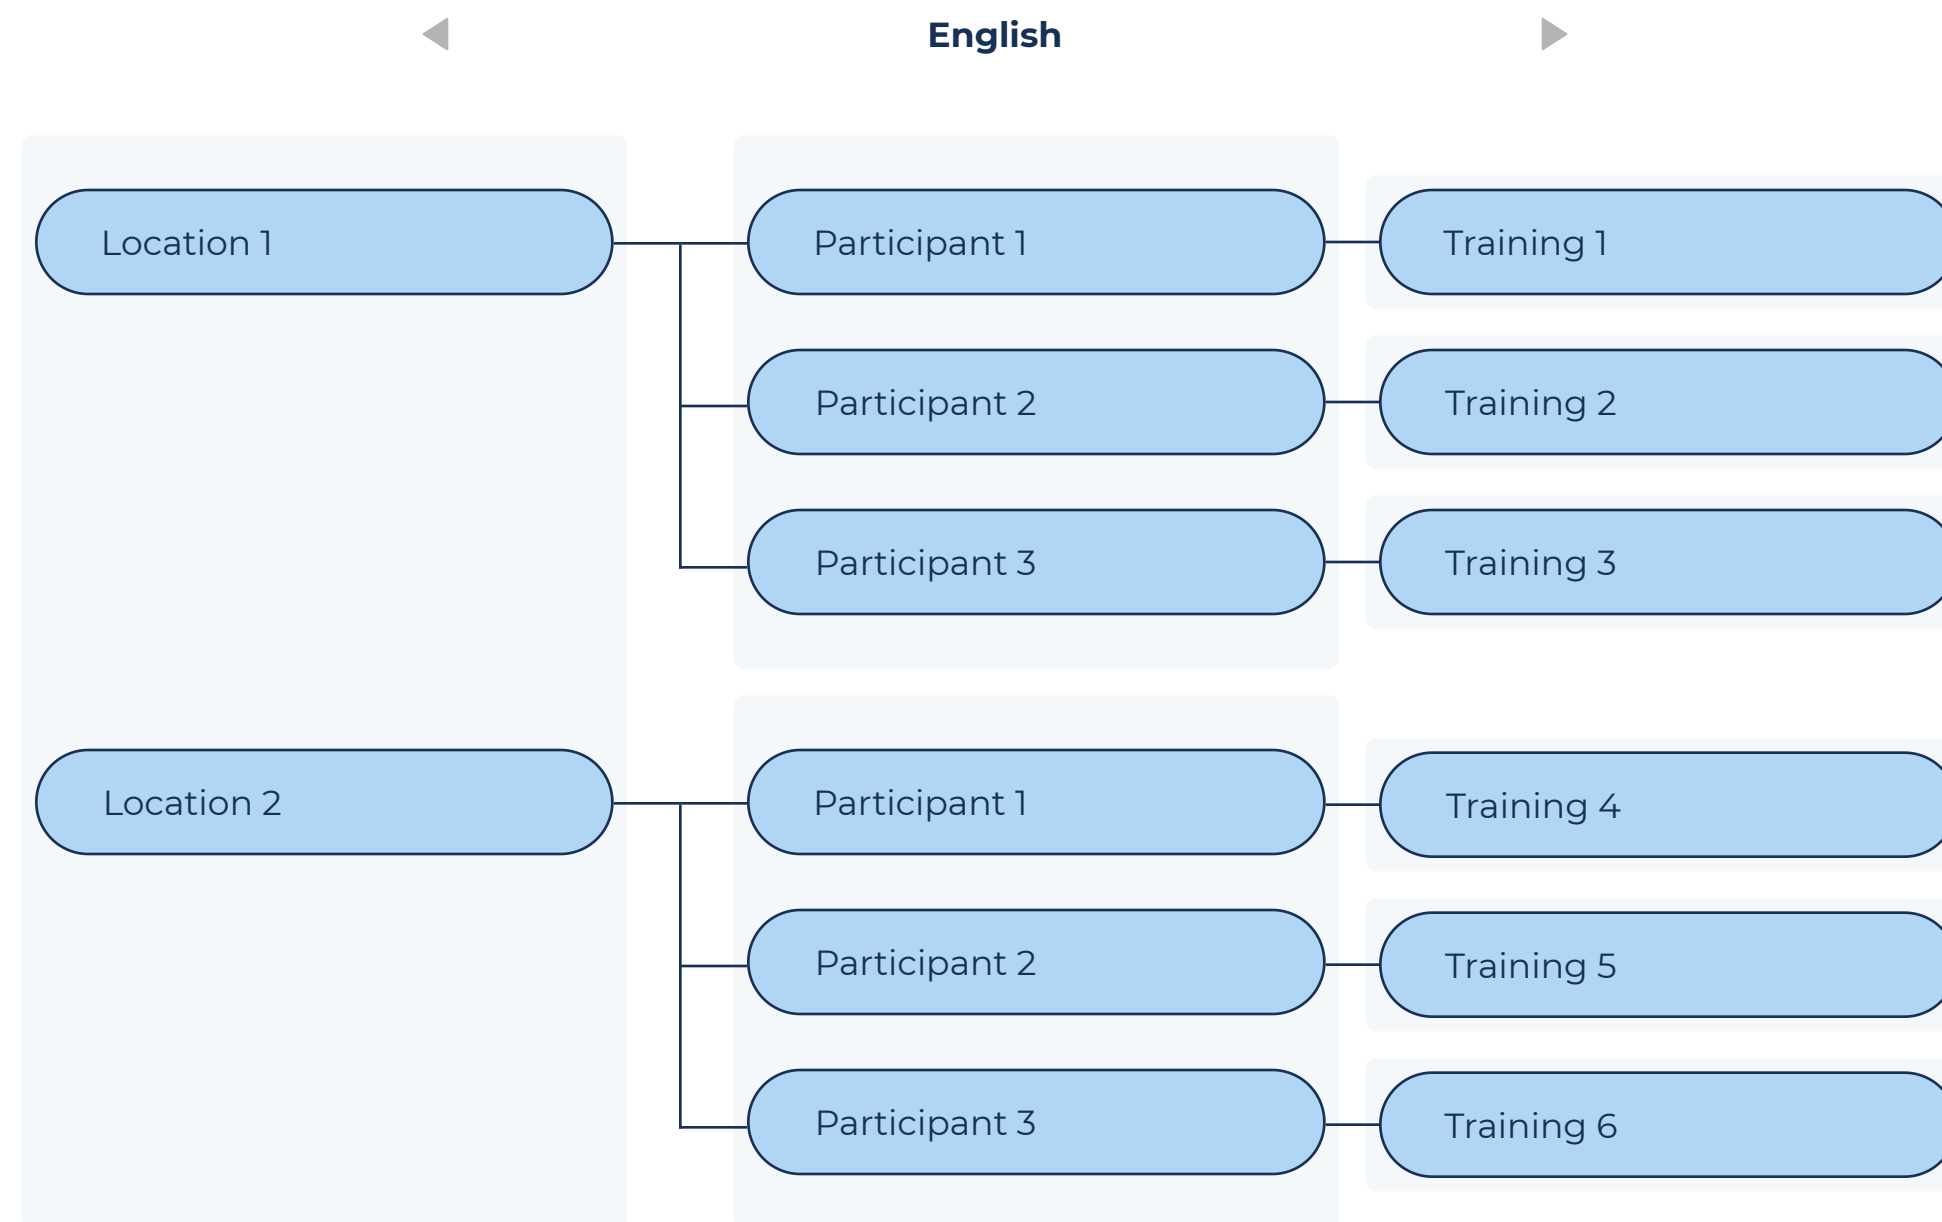 English
Location 1
Participant 1
Training 1
Participant 2
Training 2
Participant 3
Training 3
Location 2
Participant 1
Training 4
Participant 2
Training 5
Participant 3
Training 6